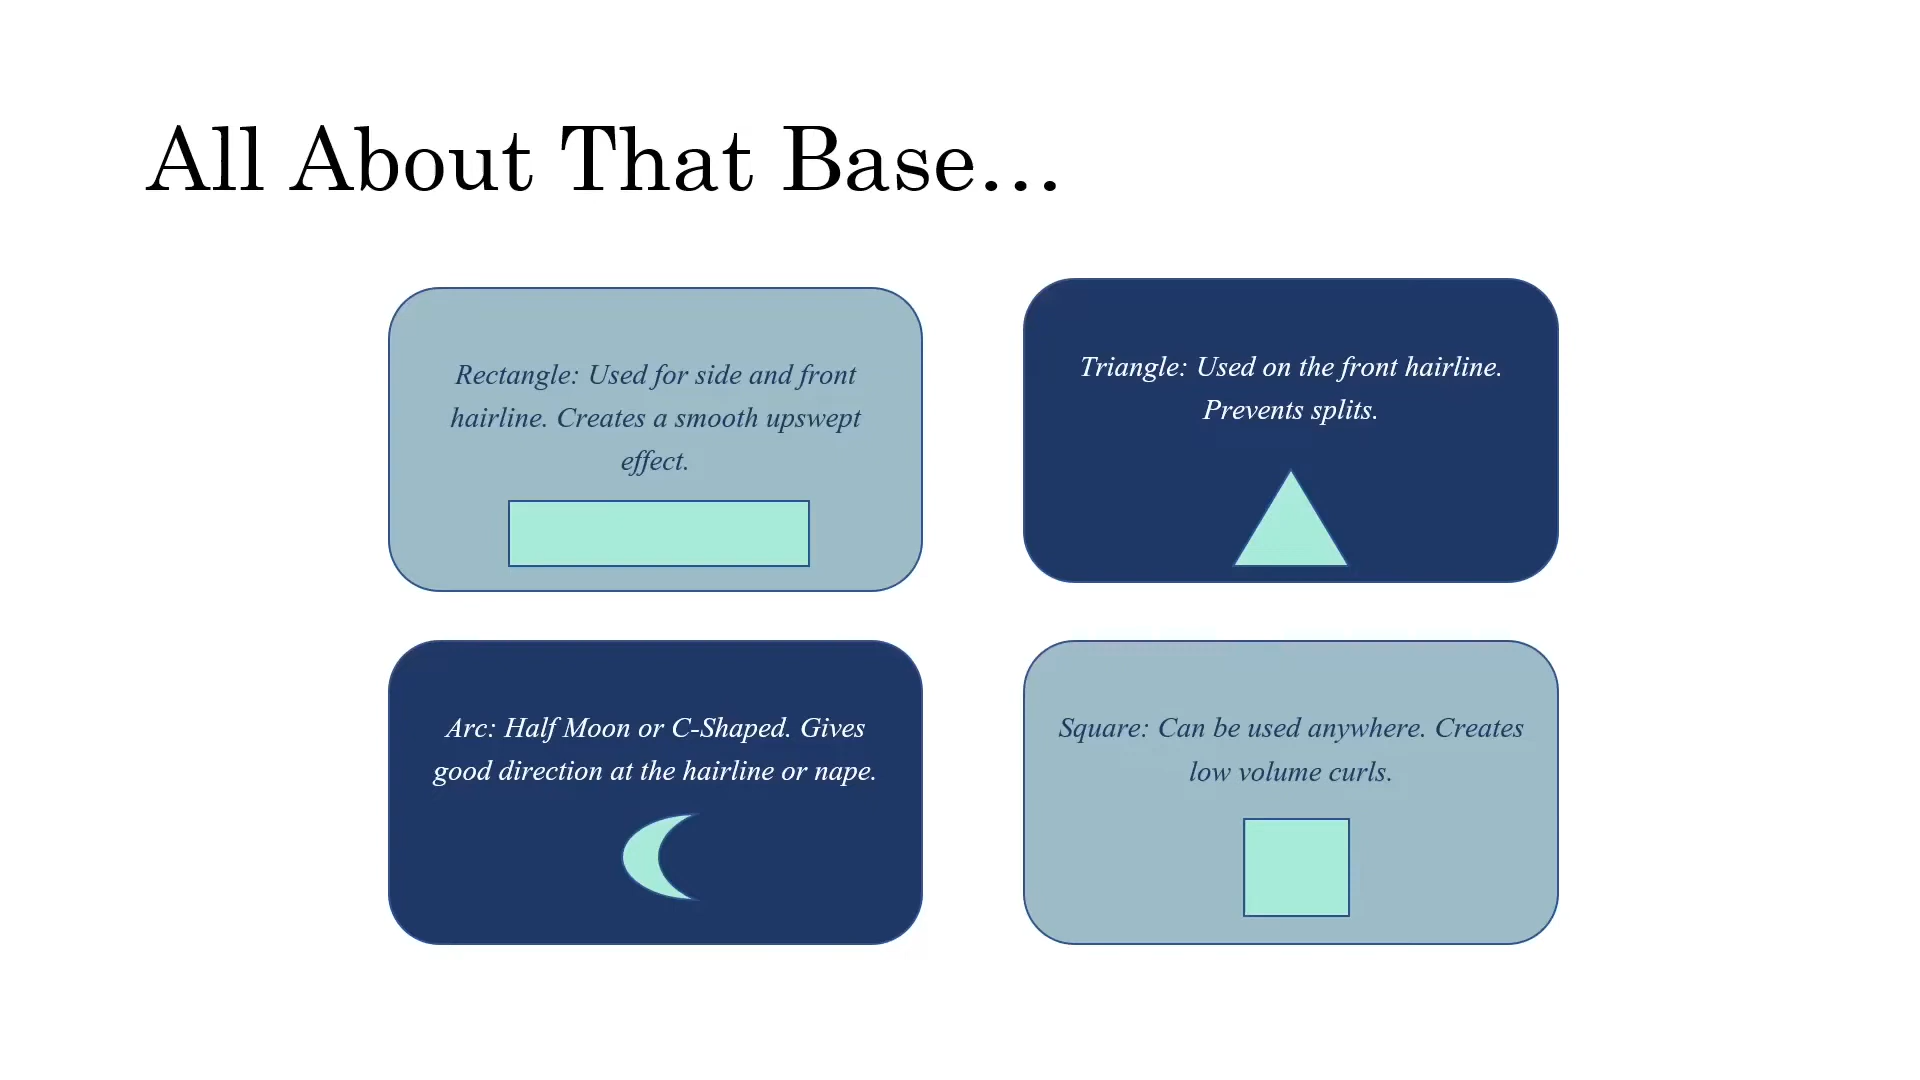 All About That Base...
Rectangle: Used for side and front
hairline. Creates a smooth upswept
effect.
Triangle: Used on the front hairline.
Prevents splits.
Arc: Half Moon or C-Shaped. Gives
good direction at the hairline or nape.
Square: Can be used anywhere. Creates
low volume curls.